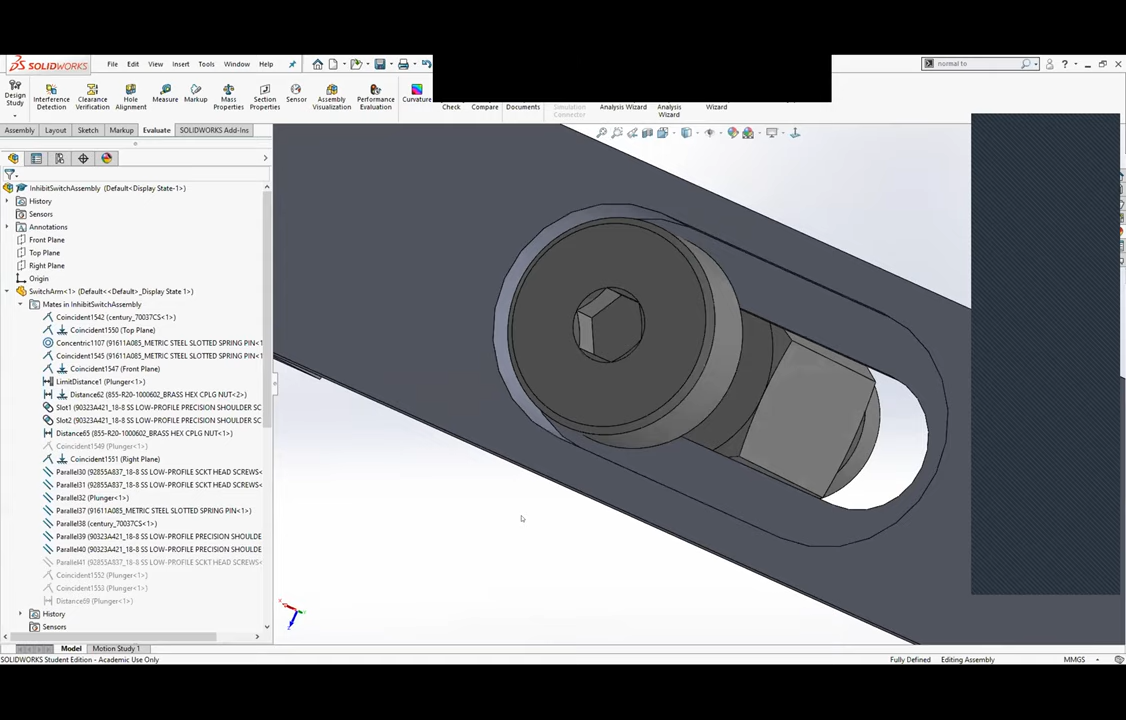 SOLIDWORKS
File Edit View Insert Tools Window Help
normal to
Design Study
Interference Detection
Clearance Verification
Hole Alignment
Measure
Markup
Mass Properties
Section Properties
Sensor
Assembly Visualization
Performance Evaluation
Curvature
Check
Compare
Documents
Simulation Connector
Analysis Wizard
Analysis Wizard
Wizard
Assembly Layout Sketch Markup Evaluate SOLIDWORKS Add-Ins
InhibitSwitchAssembly (Default<Display State-1>)
History
Sensors
Annotations
Front Plane
Top Plane
Right Plane
Origin
SwitchArm<1> (Default<<Default>_Display State 1>)
Mates in InhibitSwitchAssembly
Coincident1542 (century_70037CS<1>)
Coincident1550 (Top Plane)
Concentric1107 (91611A085_METRIC STEEL SLOTTED SPRING PIN<1
Coincident1545 (91611A085_METRIC STEEL SLOTTED SPRING PIN<1
Coincident1547 (Front Plane)
LimitDistance1 (Plunger<1>)
Distance62 (855-R20-1000602_BRASS HEX CPLG NUT<2>)
Slot1 (90323A421_18-8 SS LOW-PROFILE PRECISION SHOULDER SC
Slot2 (90323A421_18-8 SS LOW-PROFILE PRECISION SHOULDER SC
Distance65 (855-R20-1000602_BRASS HEX CPLG NUT<1>)
Coincident1549 (Plunger<1>)
Coincident1551 (Right Plane)
Parallel30 (92855A837_18-8 SS LOW-PROFILE SCKT HEAD SCREWS<
Parallel31 (92855A837_18-8 SS LOW-PROFILE SCKT HEAD SCREWS<
Parallel32 (Plunger<1>)
Parallel37 (91611A085_METRIC STEEL SLOTTED SPRING PIN<1>)
Parallel38 (century_70037CS<1>)
Parallel39 (90323A421_18-8 SS LOW-PROFILE PRECISION SHOULDE
Parallel40 (90323A421_18-8 SS LOW-PROFILE PRECISION SHOULDE
Parallel41 (92855A837_18-8 SS LOW-PROFILE SCKT HEAD SCREWS<
Coincident1552 (Plunger<1>)
Coincident1553 (Plunger<1>)
Distance69 (Plunger<1>)
History
Sensors
Model Motion Study 1
SOLIDWORKS Student Edition - Academic Use Only
Fully Defined Editing Assembly MMGS